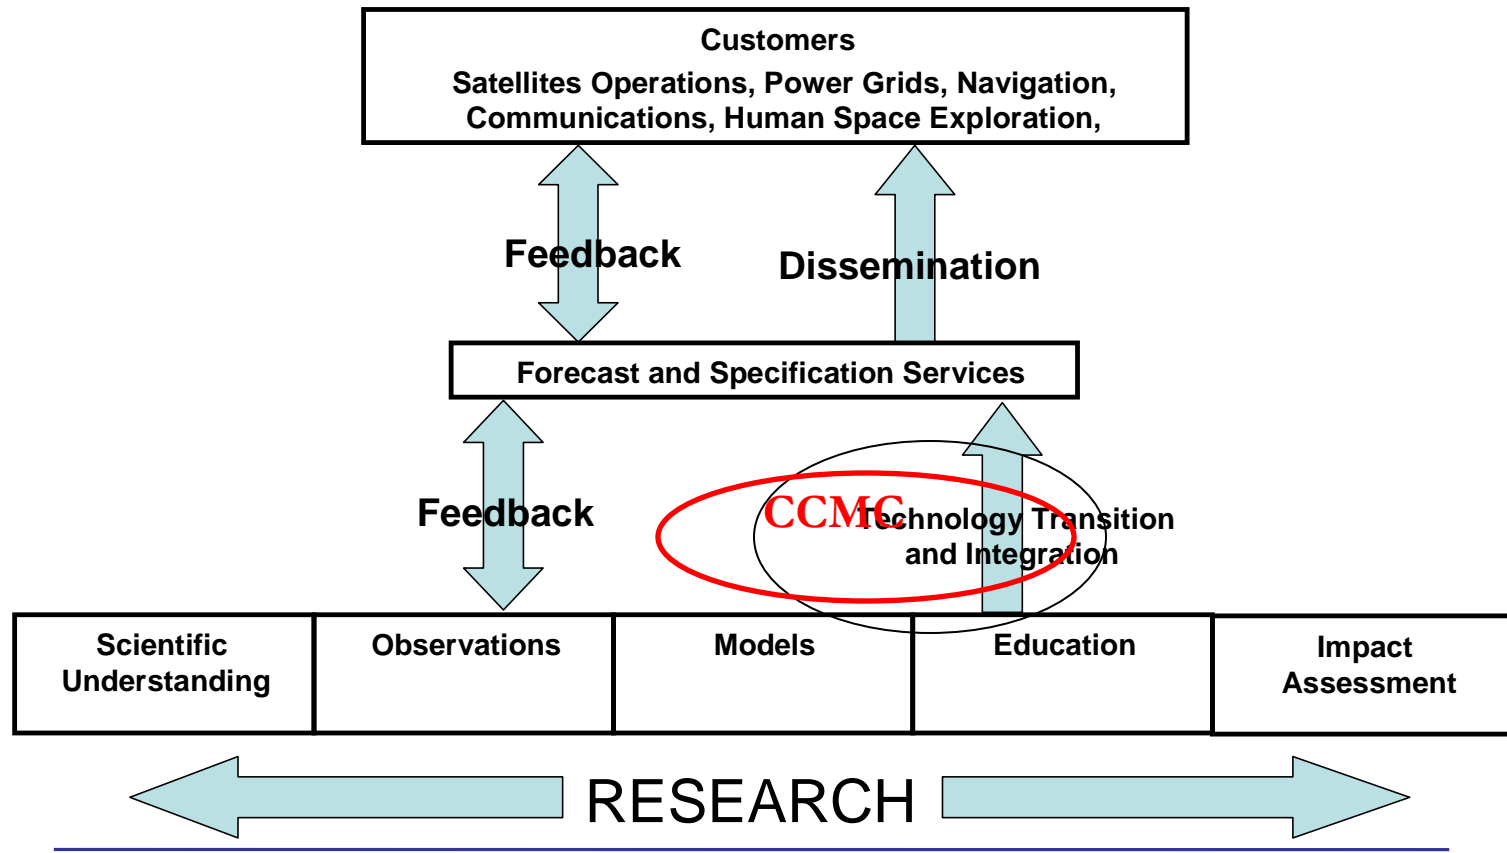 Customers
Satellites Operations, Power Grids, Navigation,
Communications, Human Space Exploration,
Feedback
Dissemination
Forecast and Specification Services
Feedback
CCMC
Technology Transition
and Integration
Scientific
Understanding
Observations
Models
Education
Impact
Assessment
RESEARCH